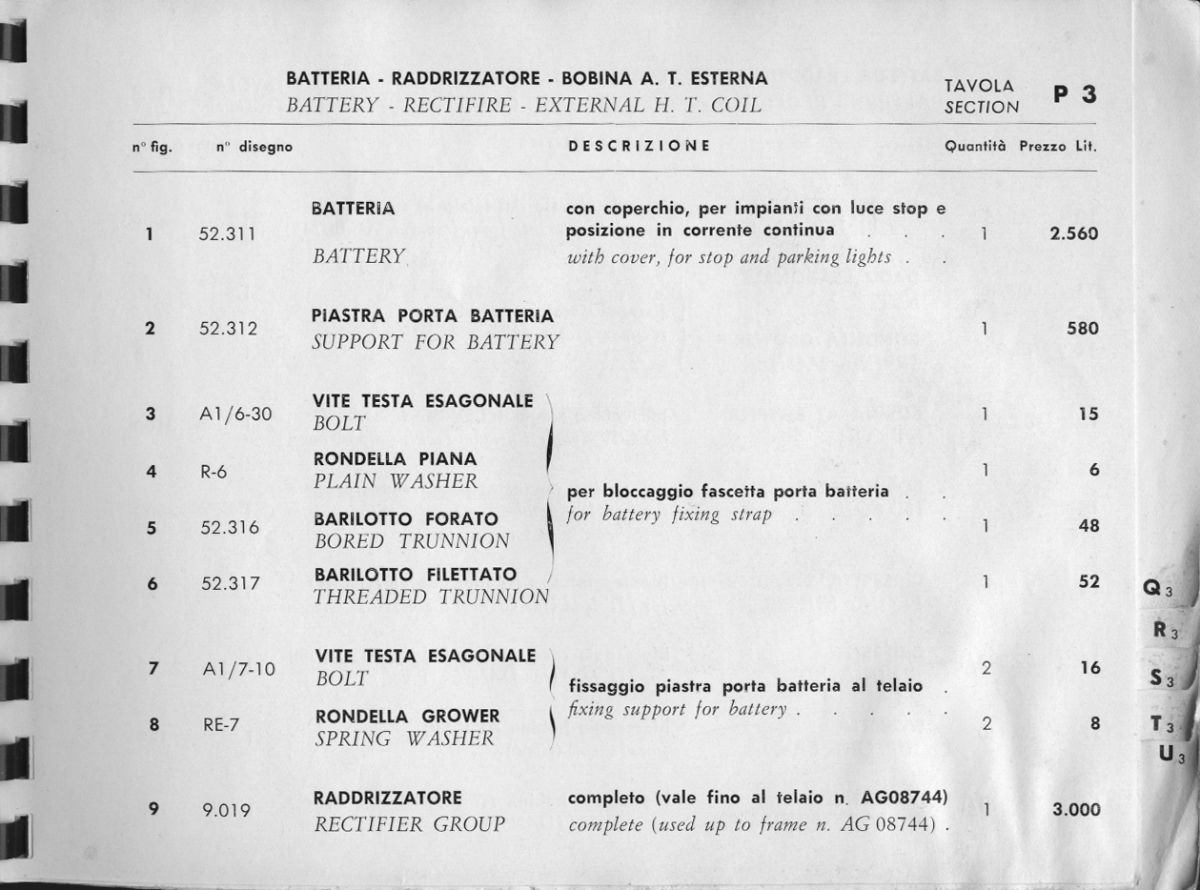 BATTERIA - RADDRIZZATORE - BOBINA A. T. ESTERNA
BATTERY - RECTIFIRE - EXTERNAL H. T. COIL
TAVOLA
SECTION
P 3
n° fig. n° disegno DESCRIZIONE Quantità Prezzo Lit.
BATTERIA con coperchio, per impianti con luce stop e
1 52.311 posizione in corrente continua . . . 1 2.560
BATTERY with cover, for stop and parking lights . .
PIASTRA PORTA BATTERIA
2 52.312 1 580
SUPPORT FOR BATTERY
VITE TESTA ESAGONALE
3 A1/6-30 1 15
BOLT
RONDELLA PIANA
4 R-6 1 6
PLAIN WASHER
per bloccaggio fascetta porta batteria . .
for battery fixing strap . . . . .
BARILOTTO FORATO
5 52.316 1 48
BORED TRUNNION
BARILOTTO FILETTATO
6 52.317 1 52
THREADED TRUNNION
VITE TESTA ESAGONALE
7 A1/7-10 2 16
BOLT
fissaggio piastra porta batteria al telaio .
fixing support for battery . . . . .
RONDELLA GROWER
8 RE-7 2 8
SPRING WASHER
RADDRIZZATORE completo (vale fino al telaio n. AG08744)
9 9.019 1 3.000
RECTIFIER GROUP complete (used up to frame n. AG 08744) .
Q 3
R 3
S 3
T 3
U 3